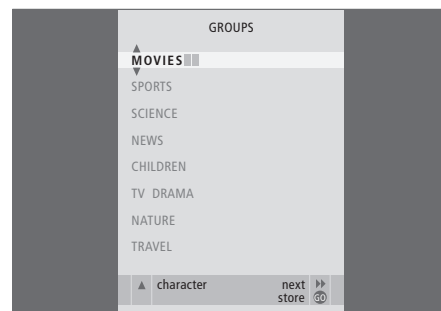 GROUPS
MOVIES
SPORTS
SCIENCE
NEWS
CHILDREN
TV DRAMA
NATURE
TRAVEL
character next
store GO